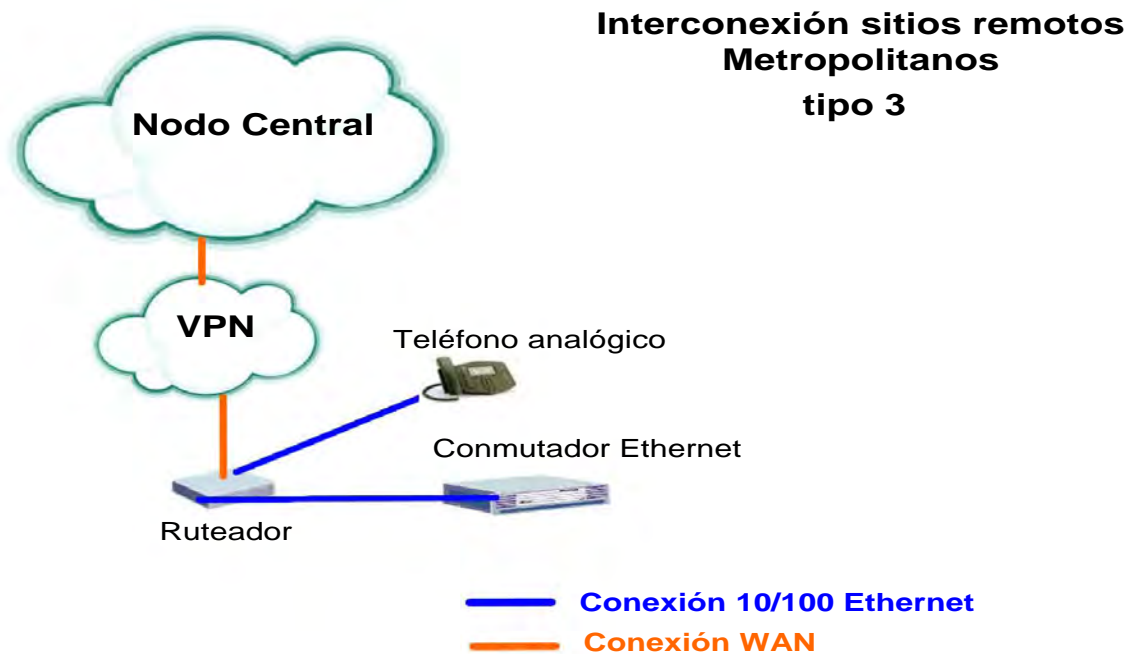 Interconexión sitios remotos
Metropolitanos
tipo 3
Nodo Central
VPN
Teléfono analógico
Conmutador Ethernet
Ruteador
Conexión 10/100 Ethernet
Conexión WAN